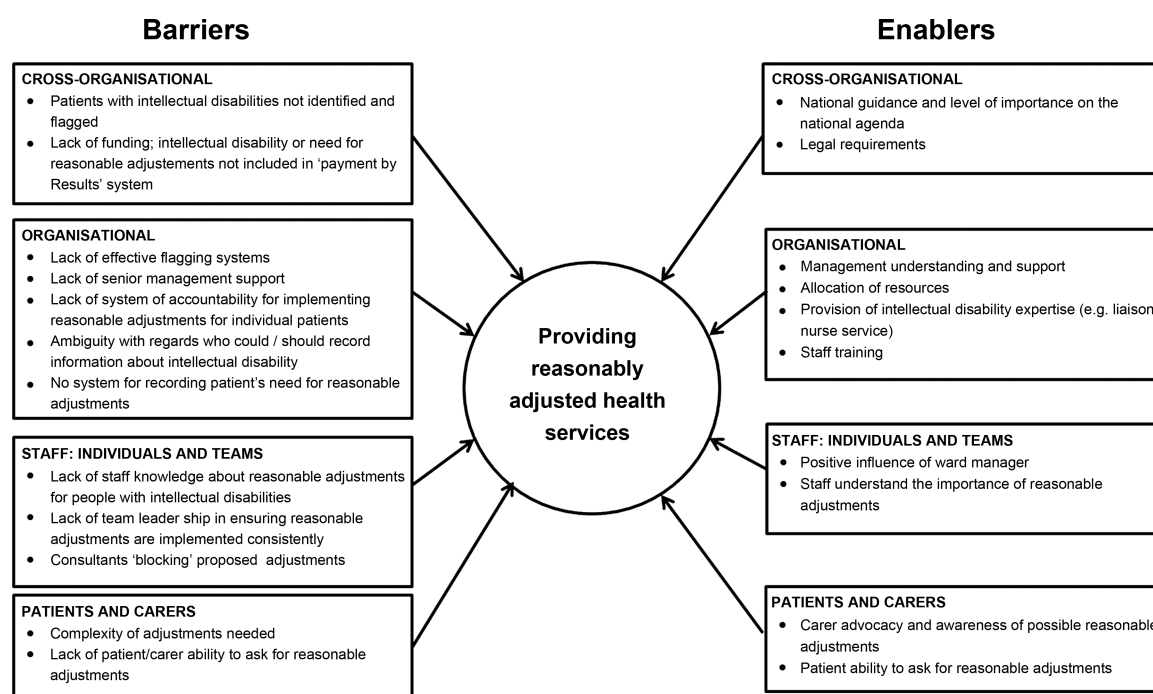 Barriers
CROSS-ORGANISATIONAL
• Patients with intellectual disabilities not identified and
flagged
• Lack of funding; intellectual disability or need for
reasonable adjustements not included in ‘payment by
Results’ system
ORGANISATIONAL
• Lack of effective flagging systems
• Lack of senior management support
• Lack of system of accountability for implementing
reasonable adjustments for individual patients
• Ambiguity with regards who could / should record
information about intellectual disability
• No system for recording patient’s need for reasonable
adjustments
STAFF: INDIVIDUALS AND TEAMS
• Lack of staff knowledge about reasonable adjustments
for people with intellectual disabilities
• Lack of team leader ship in ensuring reasonable
adjustments are implemented consistently
• Consultants ‘blocking’ proposed  adjustments
PATIENTS AND CARERS
• Complexity of adjustments needed
• Lack of patient/carer ability to ask for reasonable
adjustments
Providing
reasonably
adjusted health
services
Enablers
CROSS-ORGANISATIONAL
• National guidance and level of importance on the
national agenda
• Legal requirements
ORGANISATIONAL
• Management understanding and support
• Allocation of resources
• Provision of intellectual disability expertise (e.g. liaison
nurse service)
• Staff training
STAFF: INDIVIDUALS AND TEAMS
• Positive influence of ward manager
• Staff understand the importance of reasonable
adjustments
PATIENTS AND CARERS
• Carer advocacy and awareness of possible reasonable
adjustments
• Patient ability to ask for reasonable adjustments